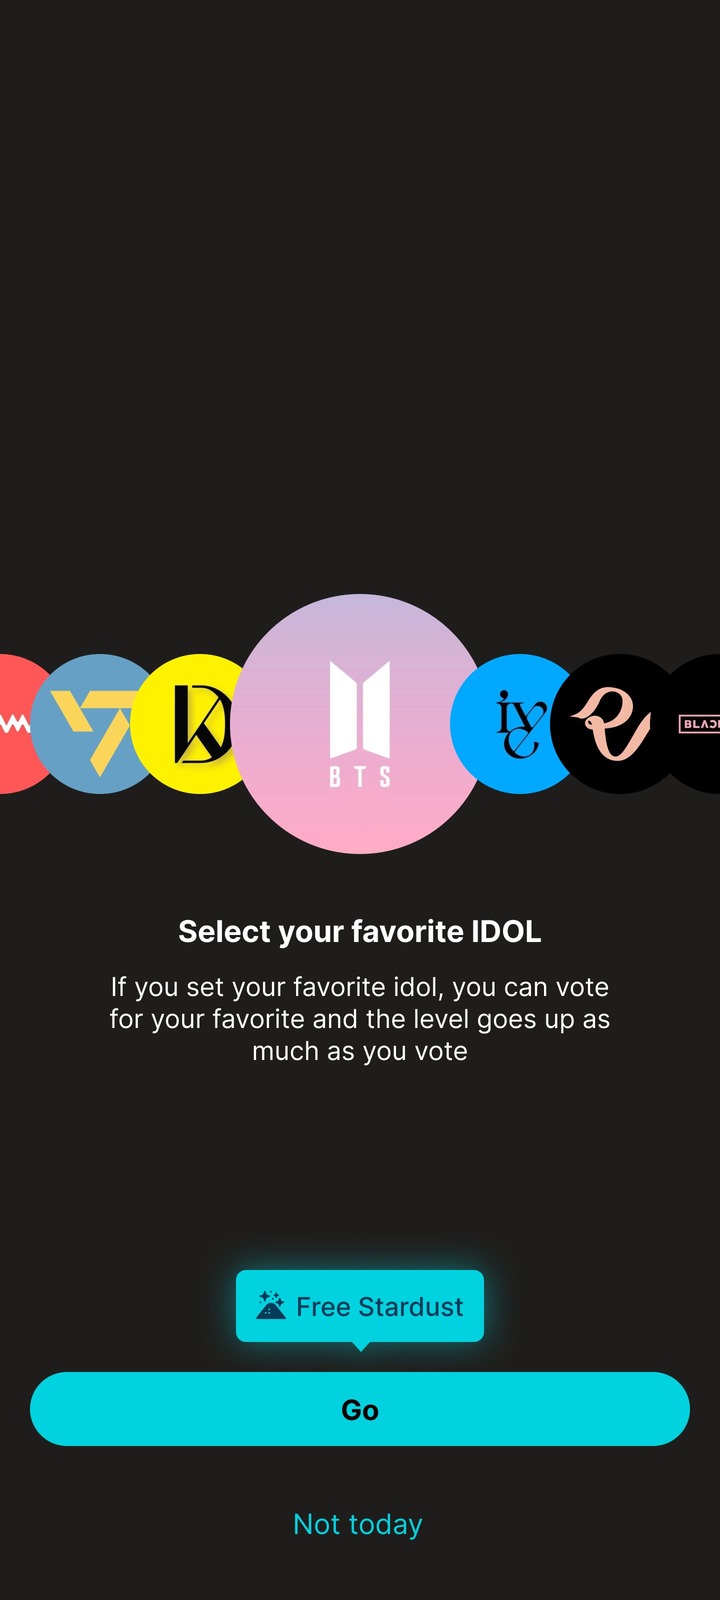 BTS
ive
Select your favorite IDOL
If you set your favorite idol, you can vote
for your favorite and the level goes up as
much as you vote
Free Stardust
Go
Not today